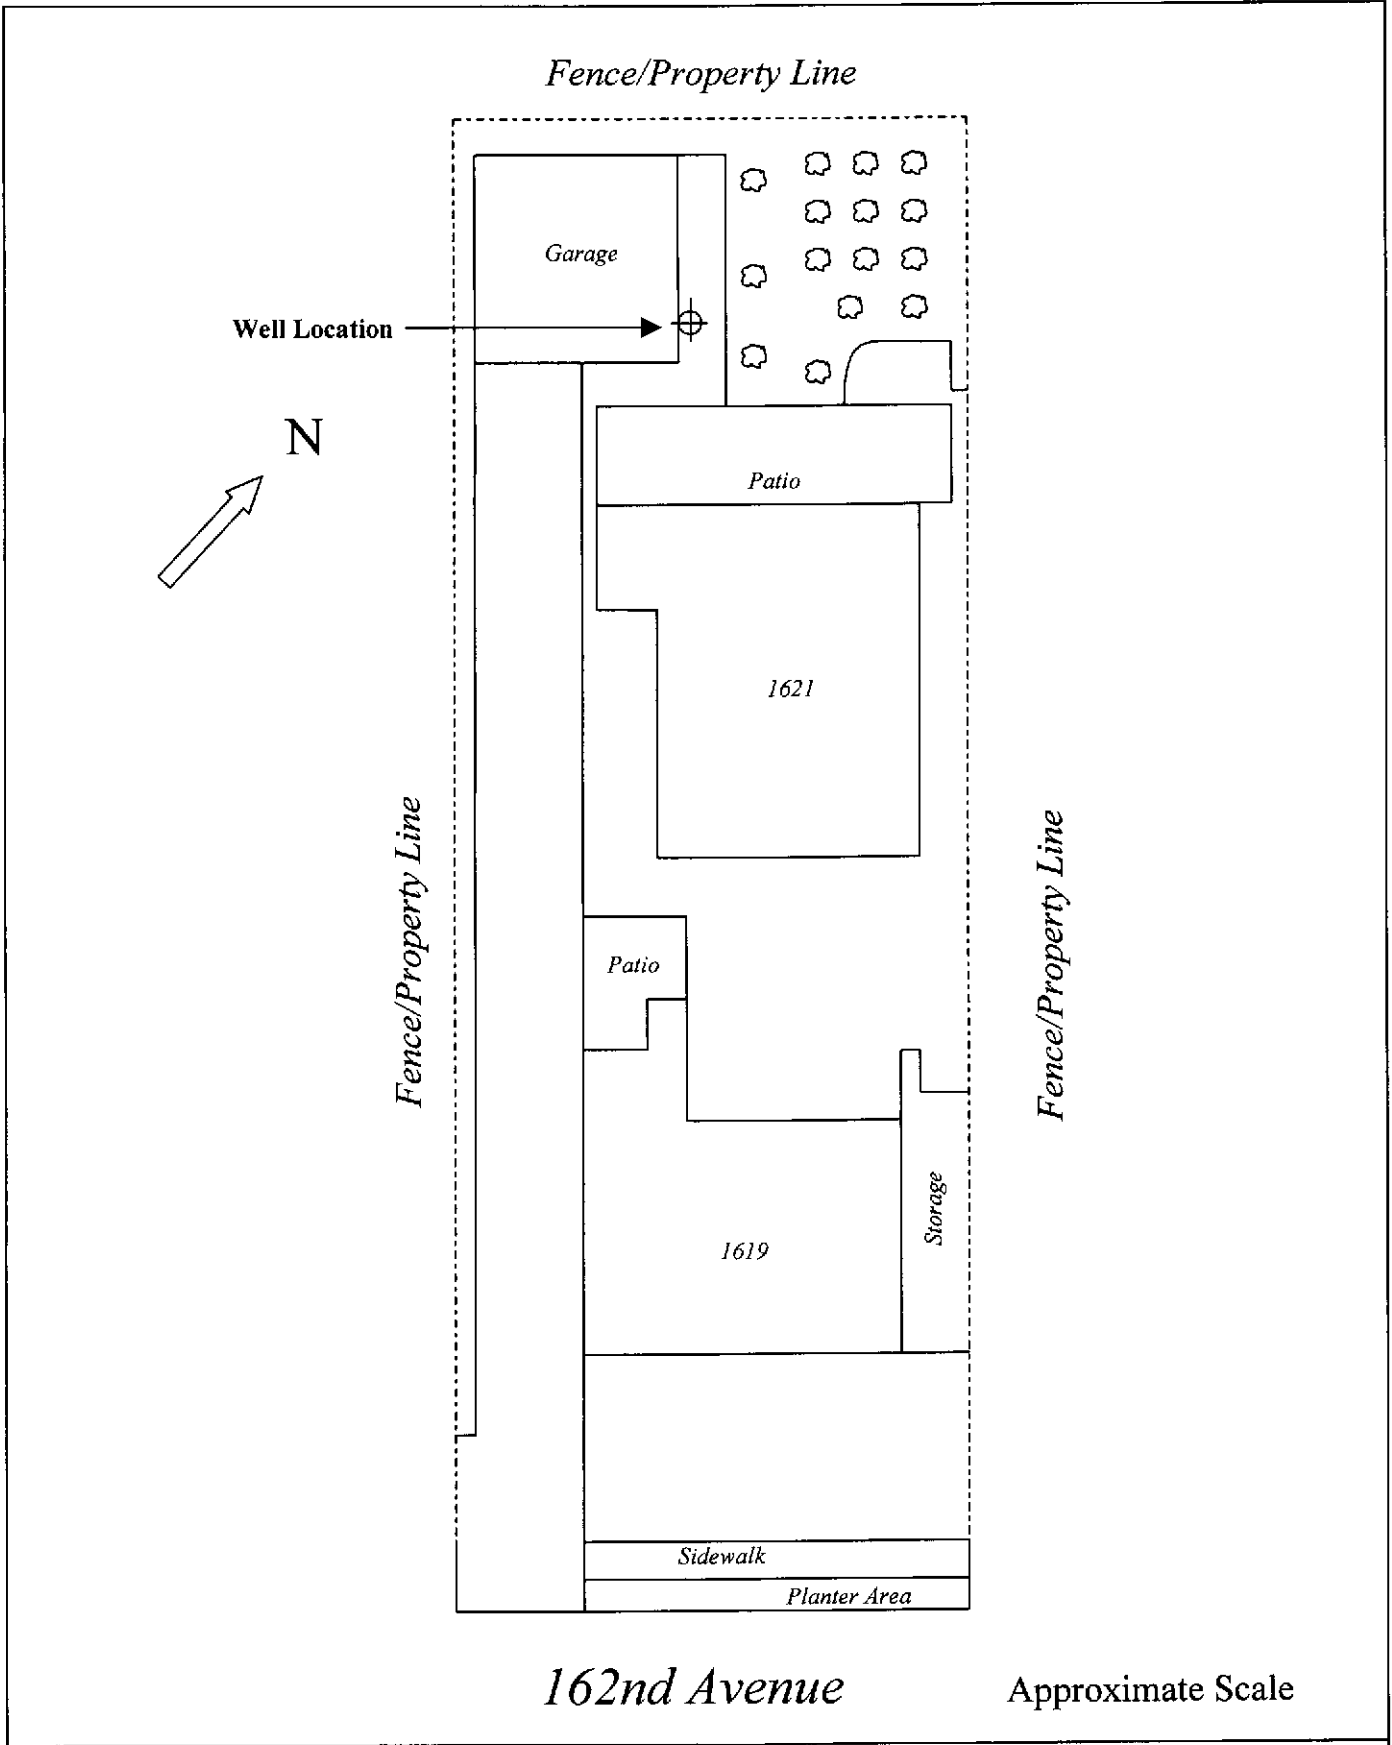 Fence/Property Line
Garage
Well Location
N
Patio
1621
Fence/Property Line
Fence/Property Line
Patio
Storage
1619
Sidewalk
Planter Area
162nd Avenue
Approximate Scale